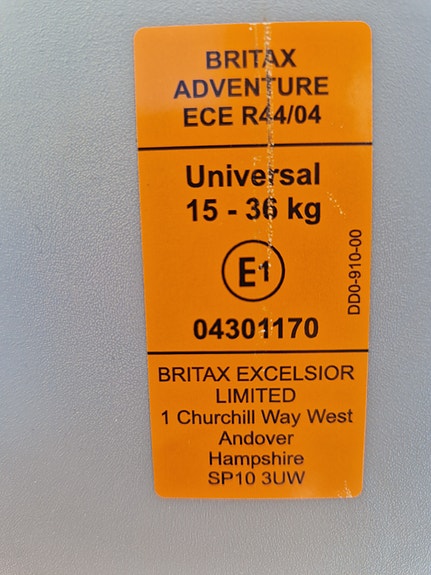 BRITAX
ADVENTURE
ECE R44/04
Universal
15 - 36 kg
E1
04301170
DD0-910-00
BRITAX EXCELSIOR
LIMITED
1 Churchill Way West
Andover
Hampshire
SP10 3UW